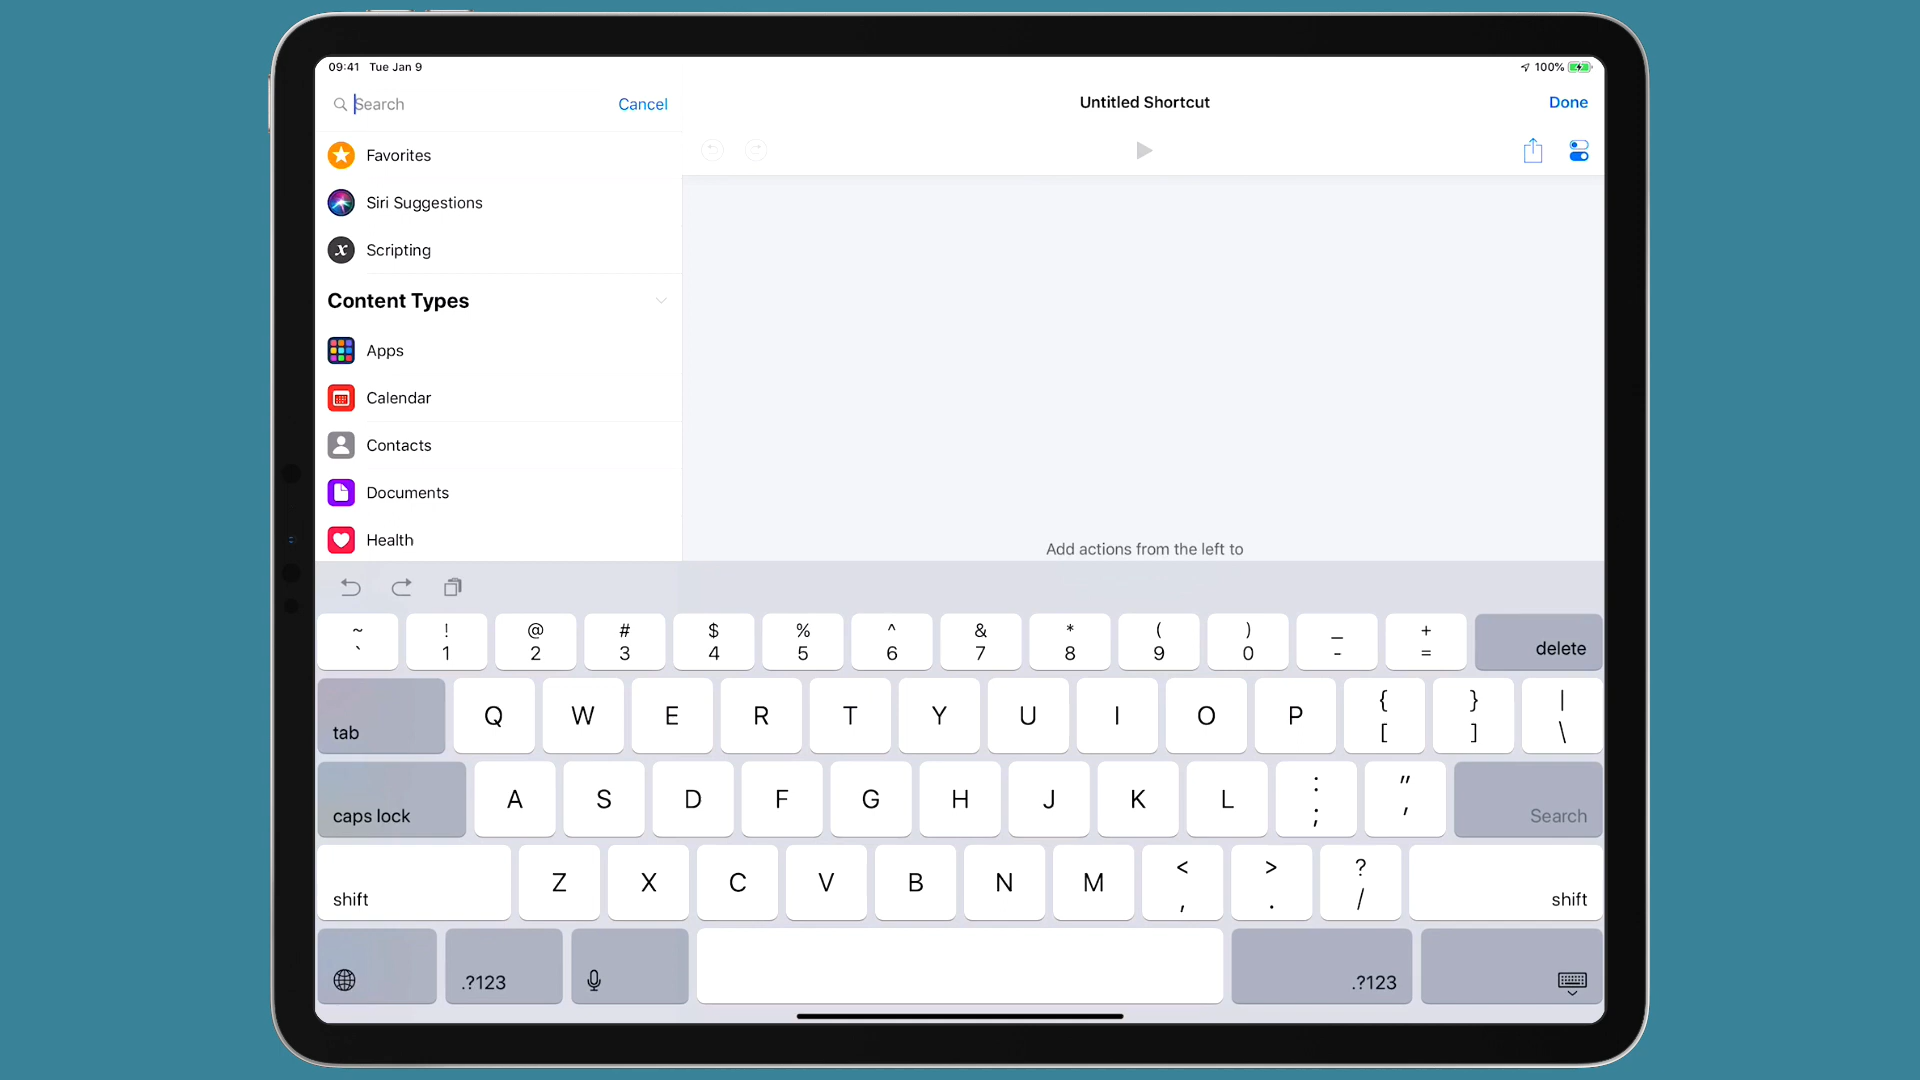 09:41 Tue Jan 9
100%
Search
Cancel
Untitled Shortcut
Done
Favorites
Siri Suggestions
x Scripting
Content Types
Apps
Calendar
Contacts
Documents
Health
Add actions from the left to
~ ! @ # $ % ^ & * ( ) _ +
` 1 2 3 4 5 6 7 8 9 0 - = delete
tab Q W E R T Y U I O P { [ } ] | \
caps lock A S D F G H J K L : ; " ' Search
shift Z X C V B N M < , > . ? / shift
.?123 .?123